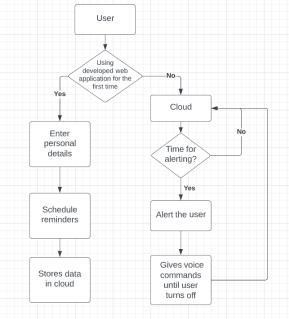 User
Using
developed web
application for the
first time
Yes
No
Enter
personal
details
Schedule
reminders
Stores data
in cloud
Cloud
Time for
alerting?
No
Yes
Alert the user
Gives voice
commands
until user
turns off